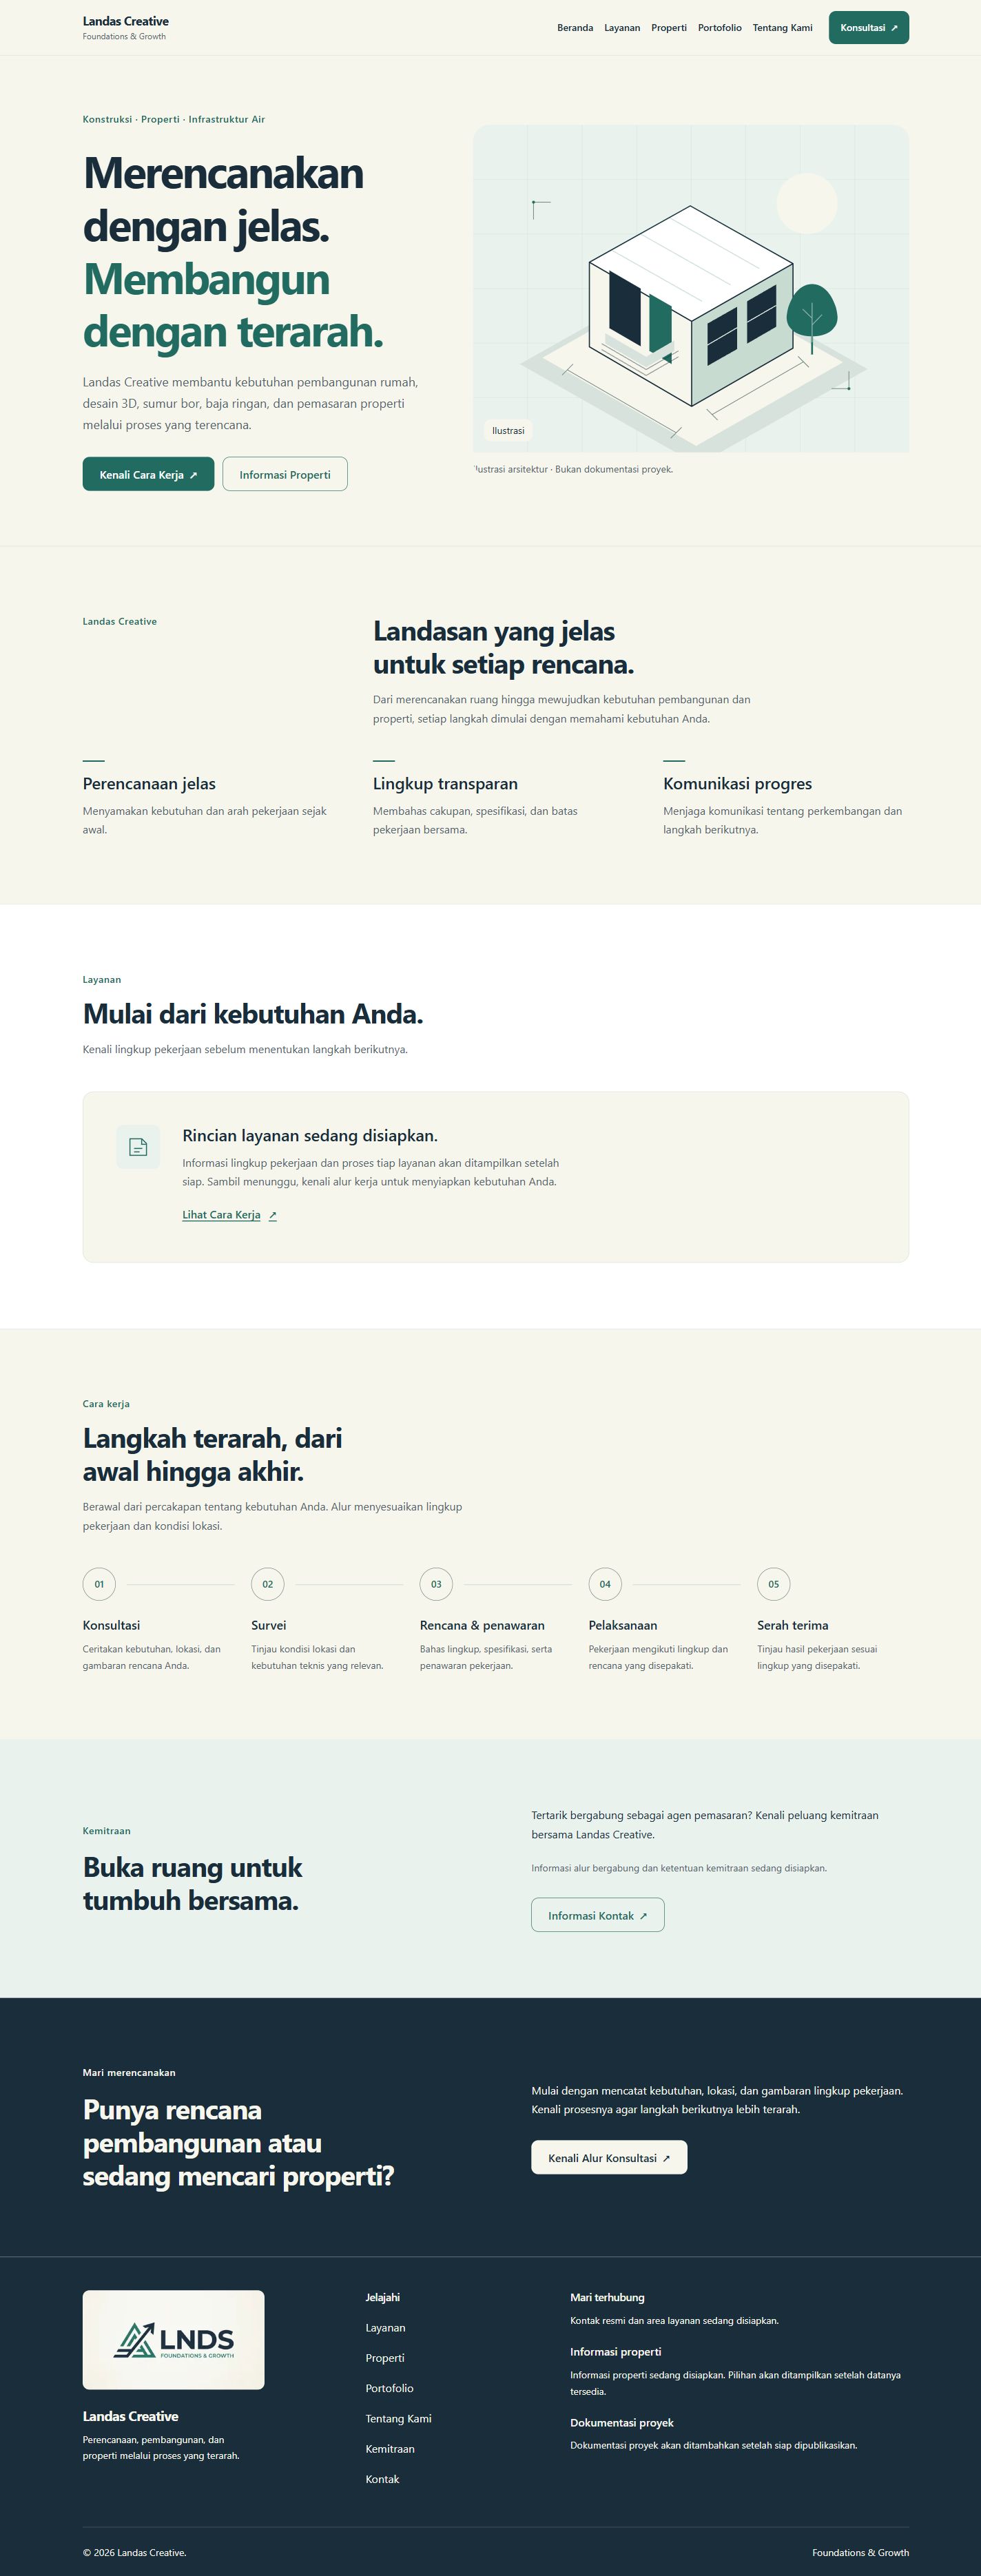 Landas Creative
Foundations & Growth
Beranda Layanan Properti Portofolio Tentang Kami Konsultasi ↗
Konstruksi · Properti · Infrastruktur Air
Merencanakan
dengan jelas.
Membangun
dengan terarah.
Landas Creative membantu kebutuhan pembangunan rumah,
desain 3D, sumur bor, baja ringan, dan pemasaran properti
melalui proses yang terencana.
Kenali Cara Kerja ↗ Informasi Properti
Ilustrasi
lustrasi arsitektur · Bukan dokumentasi proyek.
Landas Creative
Landasan yang jelas
untuk setiap rencana.
Dari merencanakan ruang hingga mewujudkan kebutuhan pembangunan dan
properti, setiap langkah dimulai dengan memahami kebutuhan Anda.
Perencanaan jelas
Menyamakan kebutuhan dan arah pekerjaan sejak
awal.
Lingkup transparan
Membahas cakupan, spesifikasi, dan batas
pekerjaan bersama.
Komunikasi progres
Menjaga komunikasi tentang perkembangan dan
langkah berikutnya.
Layanan
Mulai dari kebutuhan Anda.
Kenali lingkup pekerjaan sebelum menentukan langkah berikutnya.
Rincian layanan sedang disiapkan.
Informasi lingkup pekerjaan dan proses tiap layanan akan ditampilkan setelah
siap. Sambil menunggu, kenali alur kerja untuk menyiapkan kebutuhan Anda.
Lihat Cara Kerja ↗
Cara kerja
Langkah terarah, dari
awal hingga akhir.
Berawal dari percakapan tentang kebutuhan Anda. Alur menyesuaikan lingkup
pekerjaan dan kondisi lokasi.
01
Konsultasi
Ceritakan kebutuhan, lokasi, dan
gambaran rencana Anda.
02
Survei
Tinjau kondisi lokasi dan
kebutuhan teknis yang relevan.
03
Rencana & penawaran
Bahas lingkup, spesifikasi, serta
penawaran pekerjaan.
04
Pelaksanaan
Pekerjaan mengikuti lingkup dan
rencana yang disepakati.
05
Serah terima
Tinjau hasil pekerjaan sesuai
lingkup yang disepakati.
Kemitraan
Buka ruang untuk
tumbuh bersama.
Tertarik bergabung sebagai agen pemasaran? Kenali peluang kemitraan
bersama Landas Creative.
Informasi alur bergabung dan ketentuan kemitraan sedang disiapkan.
Informasi Kontak ↗
Mari merencanakan
Punya rencana
pembangunan atau
sedang mencari properti?
Mulai dengan mencatat kebutuhan, lokasi, dan gambaran lingkup pekerjaan.
Kenali prosesnya agar langkah berikutnya lebih terarah.
Kenali Alur Konsultasi ↗
LNDS
FOUNDATIONS & GROWTH
Landas Creative
Perencanaan, pembangunan, dan
properti melalui proses yang terarah.
Jelajahi
Layanan
Properti
Portofolio
Tentang Kami
Kemitraan
Kontak
Mari terhubung
Kontak resmi dan area layanan sedang disiapkan.
Informasi properti
Informasi properti sedang disiapkan. Pilihan akan ditampilkan setelah datanya
tersedia.
Dokumentasi proyek
Dokumentasi proyek akan ditambahkan setelah siap dipublikasikan.
© 2026 Landas Creative.
Foundations & Growth